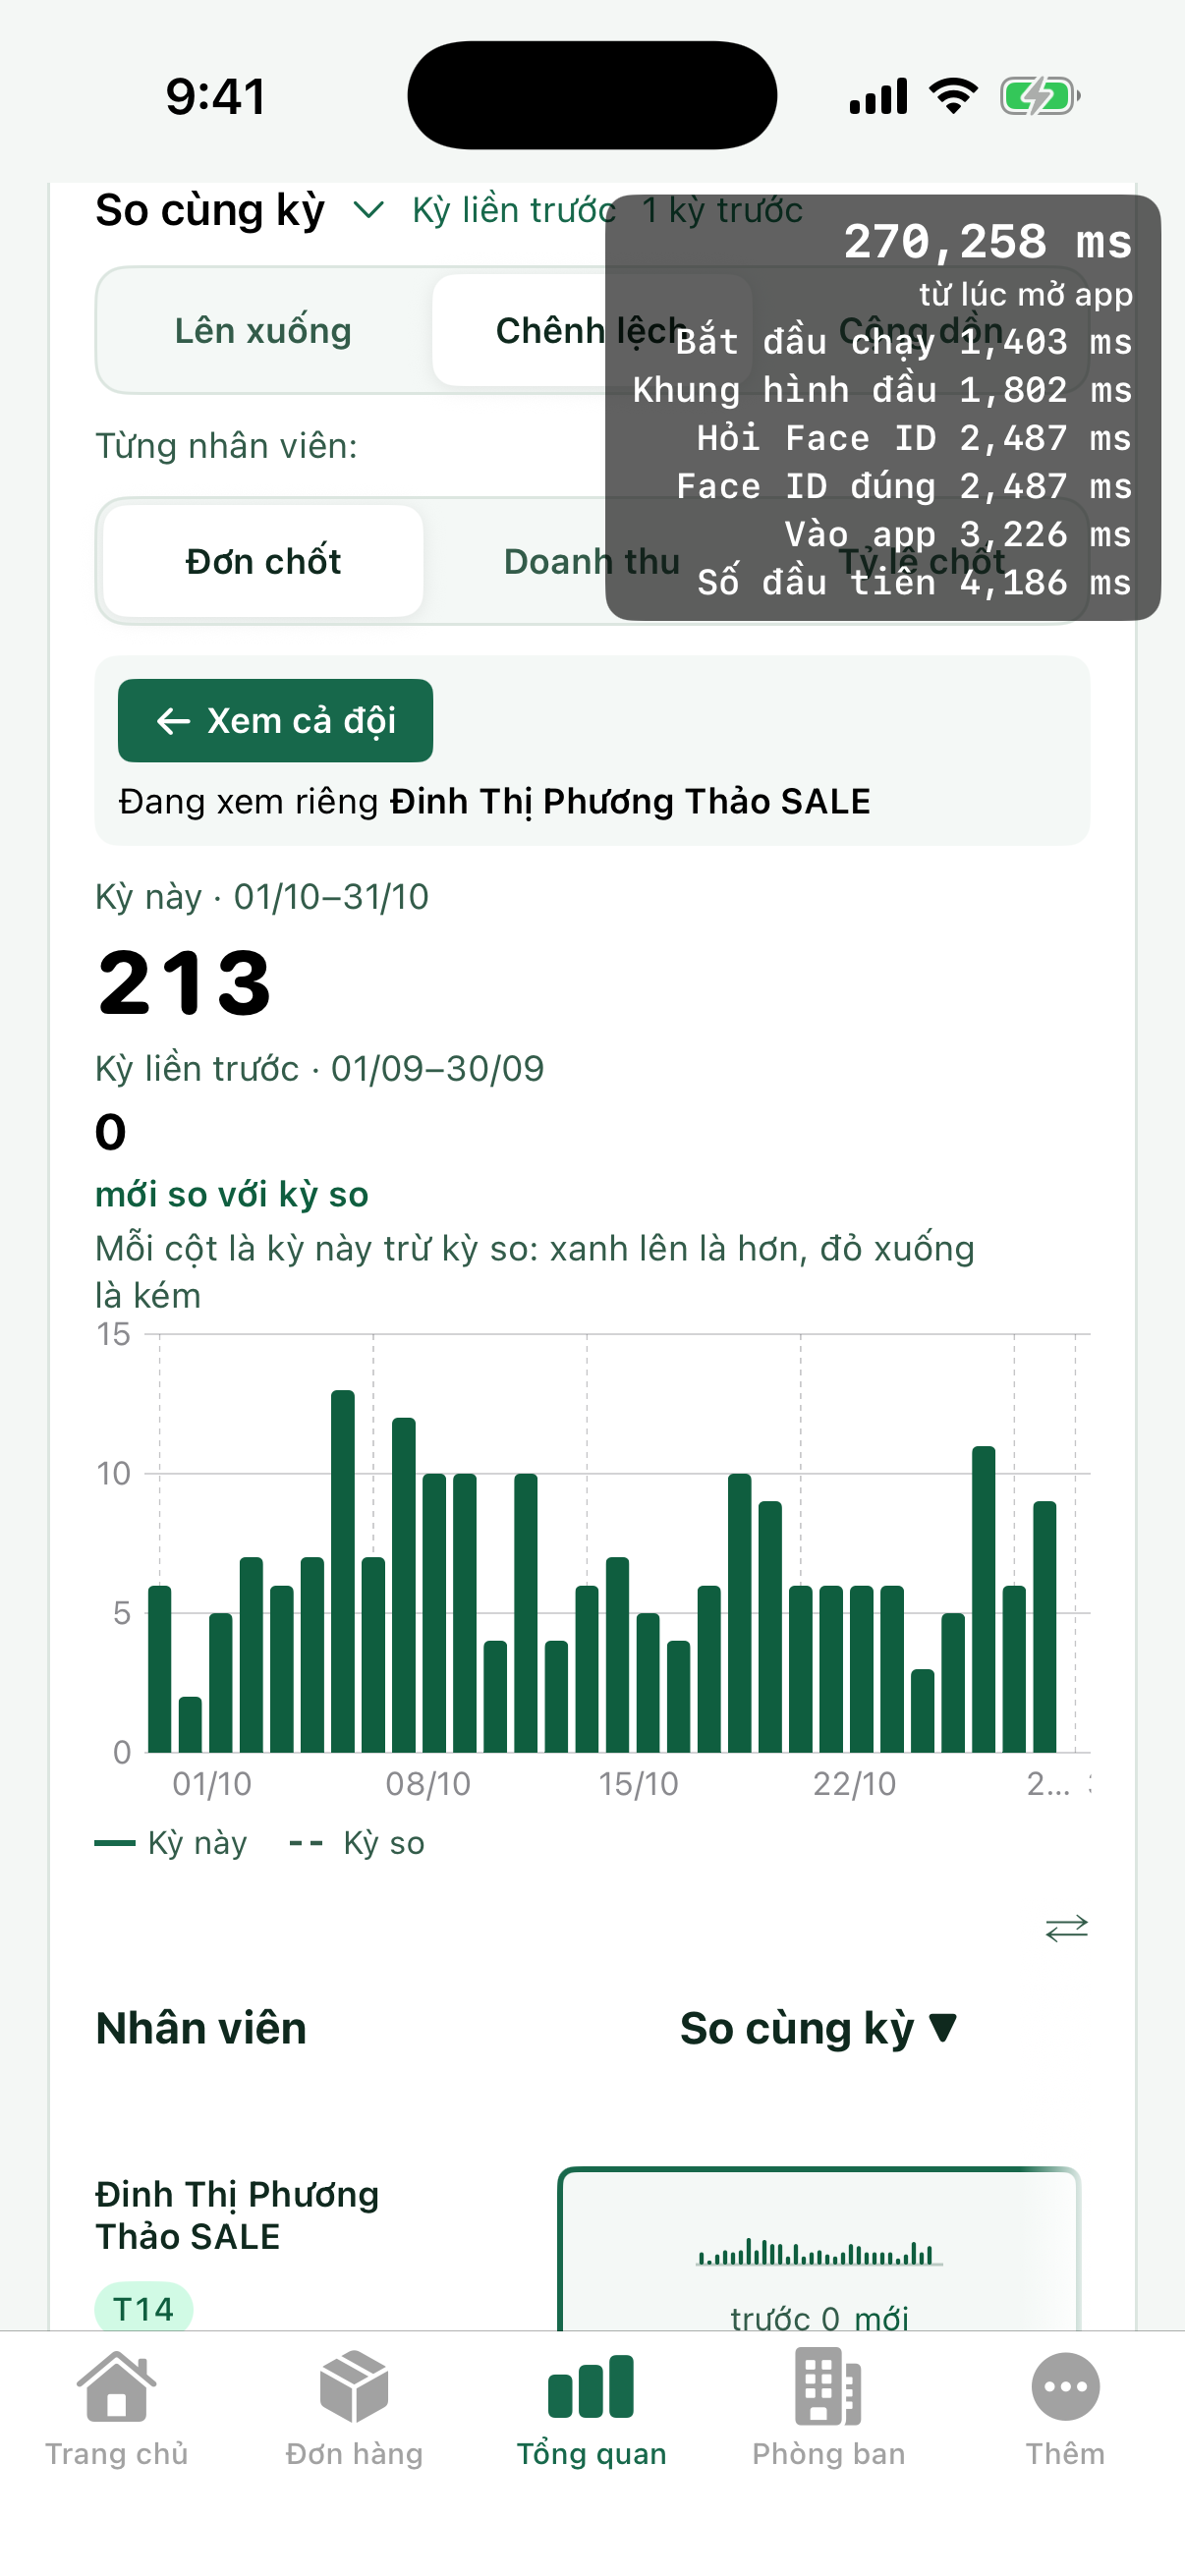 9:41
So cùng kỳ Kỳ liền trước 1 kỳ trước
270,258 ms
từ lúc mở app
Bắt đầu chạy 1,403 ms
Khung hình đầu 1,802 ms
Hỏi Face ID 2,487 ms
Face ID đúng 2,487 ms
Vào app 3,226 ms
Số đầu tiên 4,186 ms
Lên xuống Chênh lệch Cộng dồn
Từng nhân viên:
Đơn chốt Doanh thu Tỷ lệ chốt
← Xem cả đội
Đang xem riêng Đinh Thị Phương Thảo SALE
Kỳ này · 01/10–31/10
213
Kỳ liền trước · 01/09–30/09
0
mới so với kỳ so
Mỗi cột là kỳ này trừ kỳ so: xanh lên là hơn, đỏ xuống
là kém
15
10
5
0
01/10 08/10 15/10 22/10 2...
Kỳ này Kỳ so
Nhân viên So cùng kỳ ▼
Đinh Thị Phương
Thảo SALE
T14
trước 0 mới
Trang chủ Đơn hàng Tổng quan Phòng ban Thêm